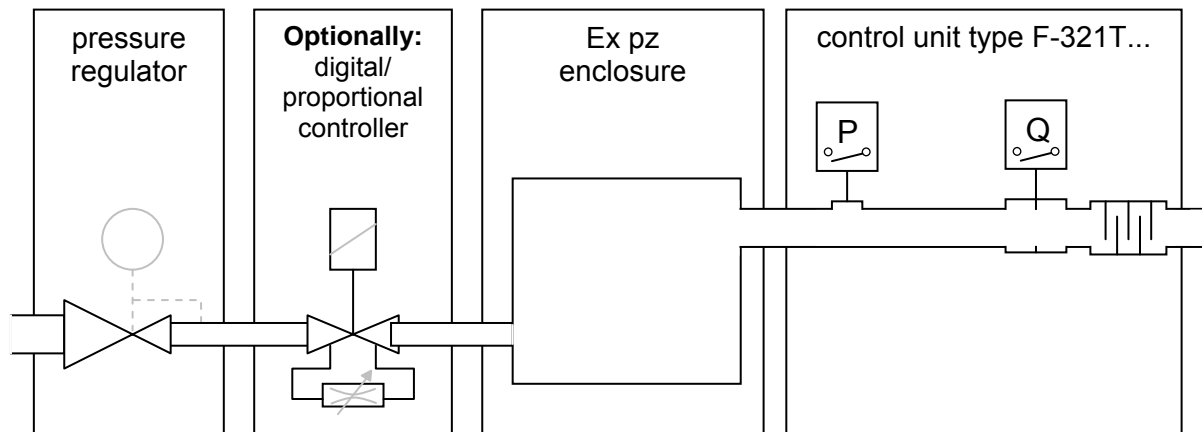 pressure
regulator
Optionally:
digital/
proportional
controller
Ex pz
enclosure
control unit type F-321T...
P
Q